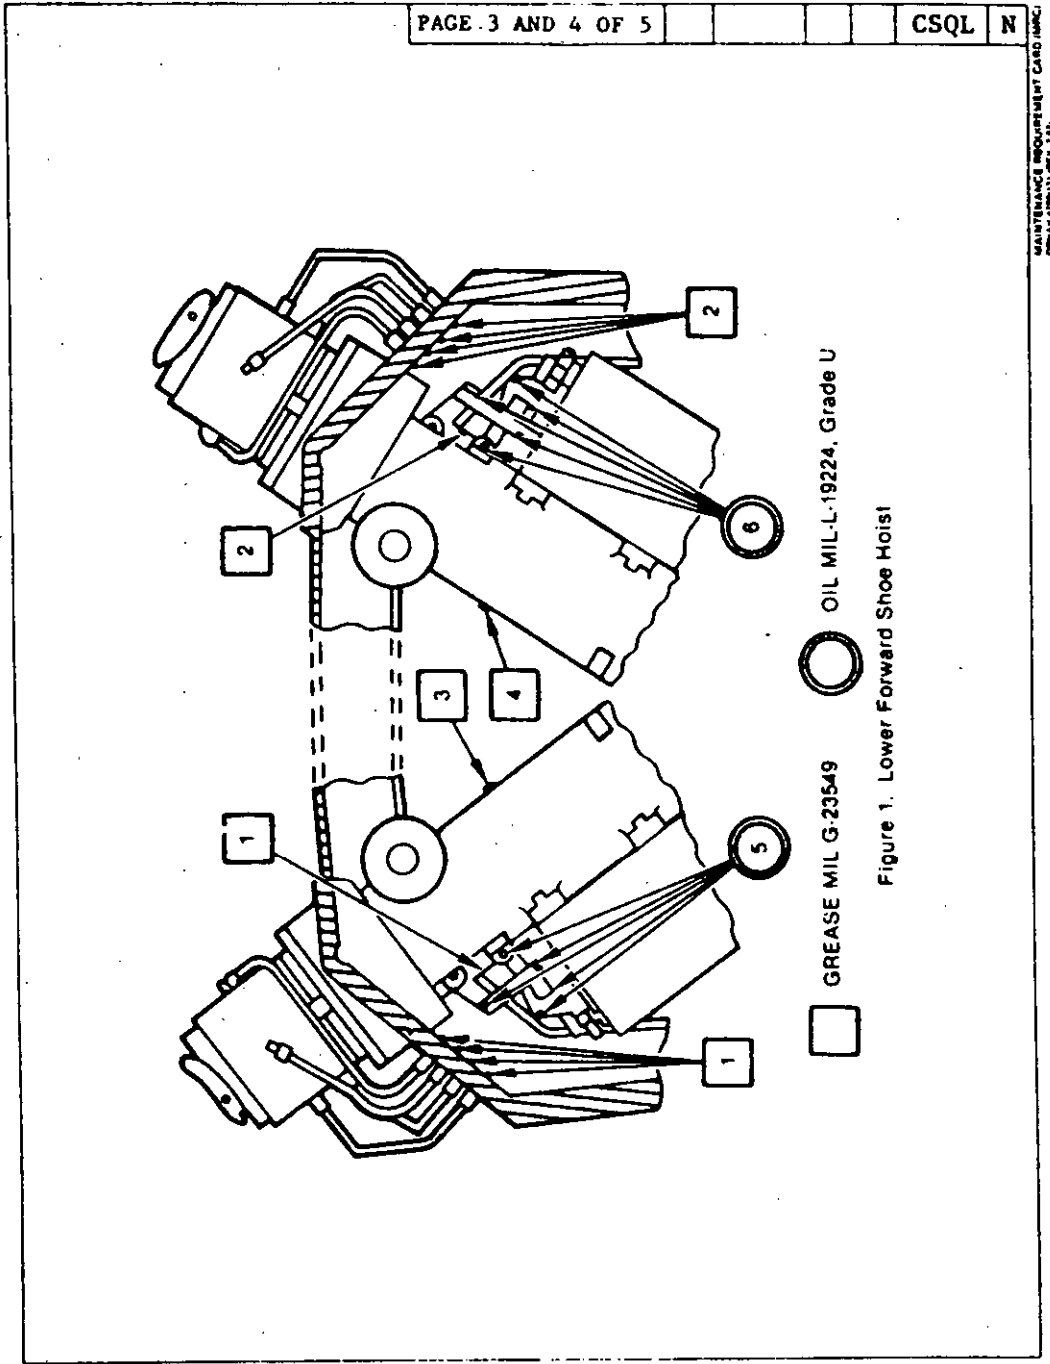 PAGE 3 AND 4 OF 5 CSQL N
MAINTENANCE REQUIREMENT CARD (MRC)
2
2
1
3
4
1
5
6
GREASE MIL G-23549
OIL MIL-L-19224, Grade U
Figure 1. Lower Forward Shoe Hoist